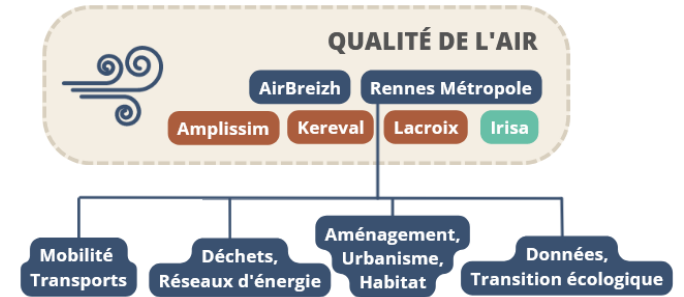 QUALITÉ DE L'AIR
AirBreizh Rennes Métropole
Amplissim Kereval Lacroix Irisa
Mobilité
Transports
Déchets,
Réseaux d'énergie
Aménagement,
Urbanisme,
Habitat
Données,
Transition écologique